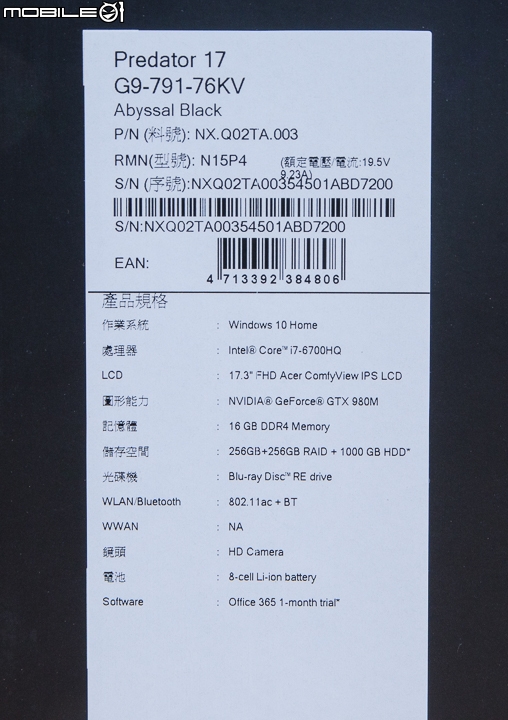 MOBILE01
Predator 17
G9-791-76KV
Abyssal Black
P/N (料號): NX.Q02TA.003
RMN(型號): N15P4 (額定電壓/電流:19.5V
9.23A)
S/N (序號):NXQ02TA00354501ABD7200
S/N:NXQ02TA00354501ABD7200
EAN:
4 713392 384806
產品規格
作業系統 : Windows 10 Home
處理器 : Intel® Core™ i7-6700HQ
LCD : 17.3" FHD Acer ComfyView IPS LCD
圖形能力 : NVIDIA® GeForce® GTX 980M
記憶體 : 16 GB DDR4 Memory
儲存空間 : 256GB+256GB RAID + 1000 GB HDD*
光碟機 : Blu-ray Disc™ RE drive
WLAN/Bluetooth : 802.11ac + BT
WWAN : NA
鏡頭 : HD Camera
電池 : 8-cell Li-ion battery
Software : Office 365 1-month trial*